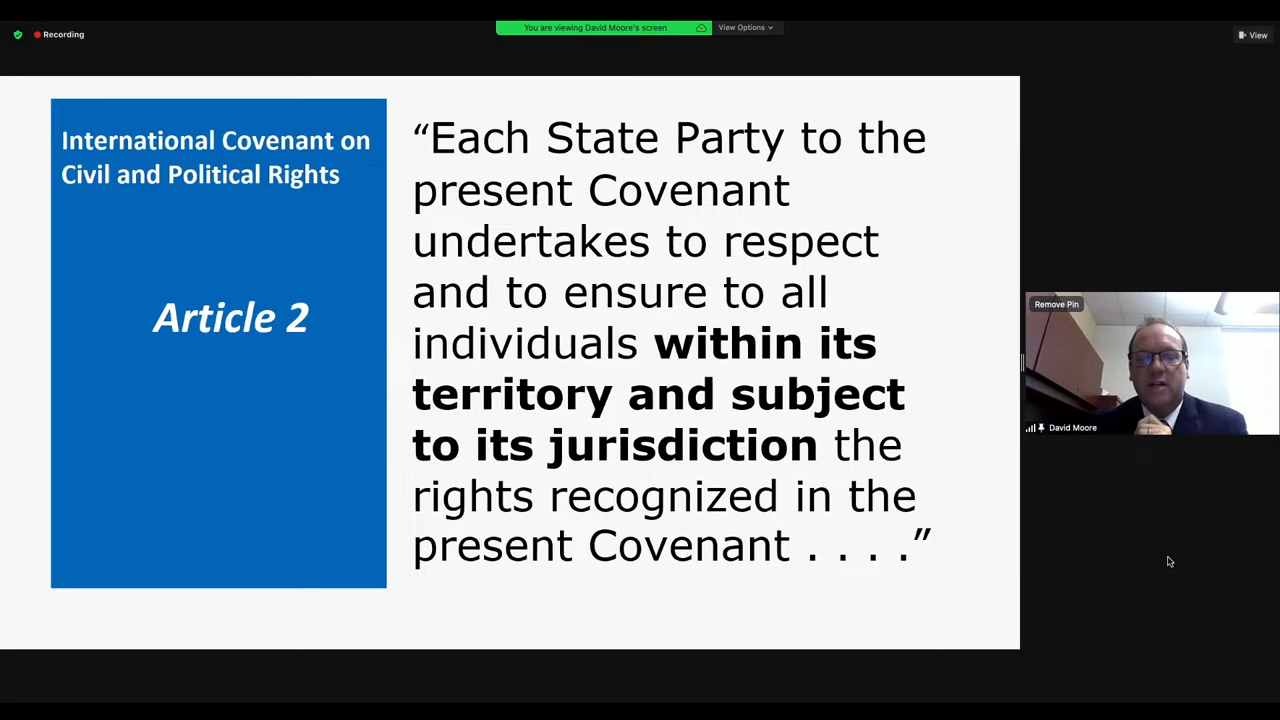 Recording
You are viewing David Moore's screen
View Options
View
International Covenant on
Civil and Political Rights
Article 2
“Each State Party to the
present Covenant
undertakes to respect
and to ensure to all
individuals within its
territory and subject
to its jurisdiction the
rights recognized in the
present Covenant . . . .”
Remove Pin
David Moore